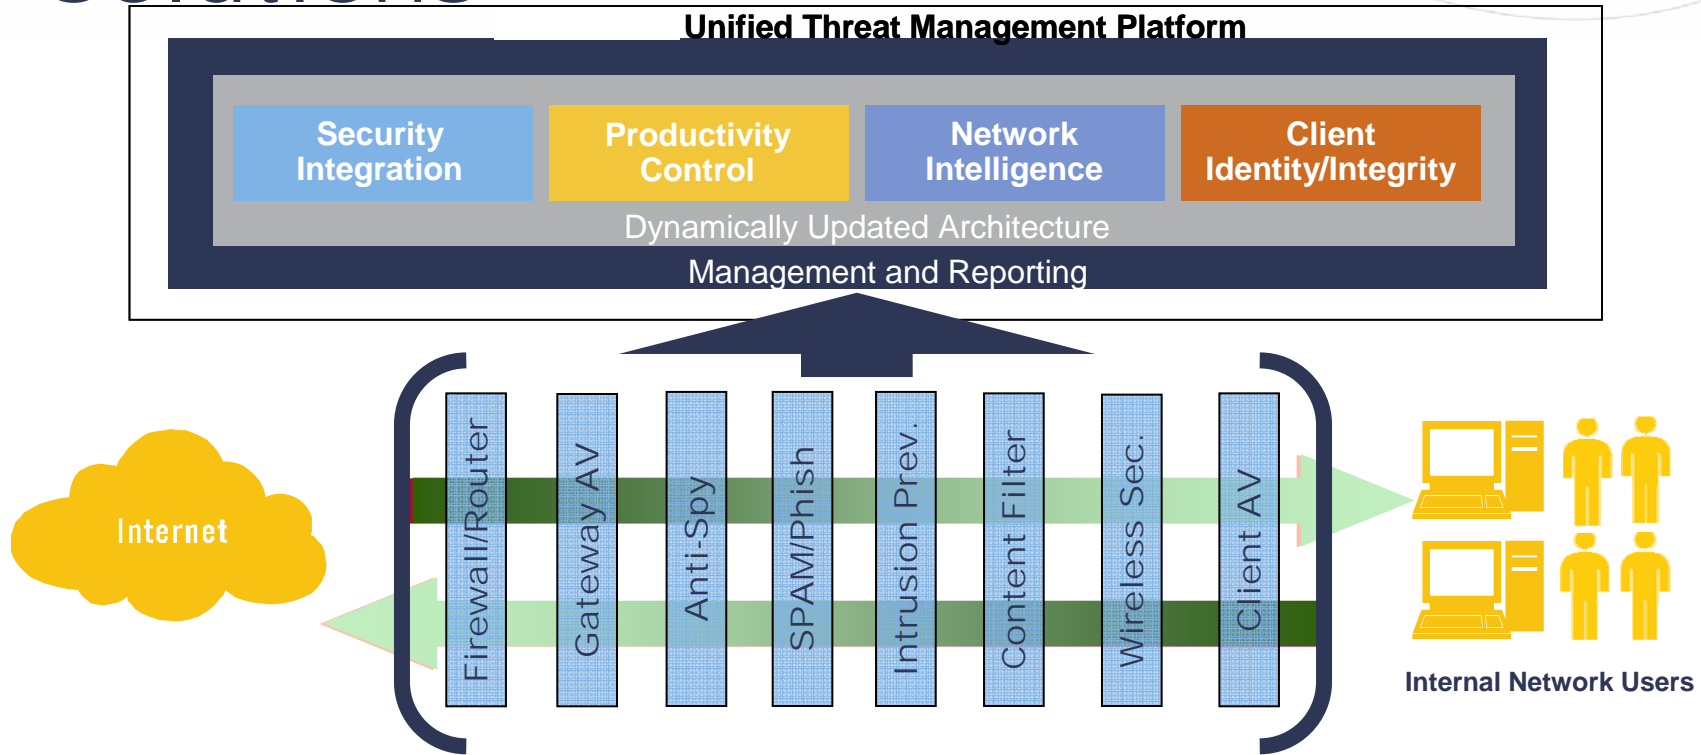 Unified Threat Management Platform
Security
Integration
Productivity
Control
Network
Intelligence
Client
Identity/Integrity
Dynamically Updated Architecture
Management and Reporting
Internet
Firewall/Router
Gateway AV
Anti-Spy
SPAM/Phish
Intrusion Prev.
Content Filter
Wireless Sec.
Client AV
Internal Network Users